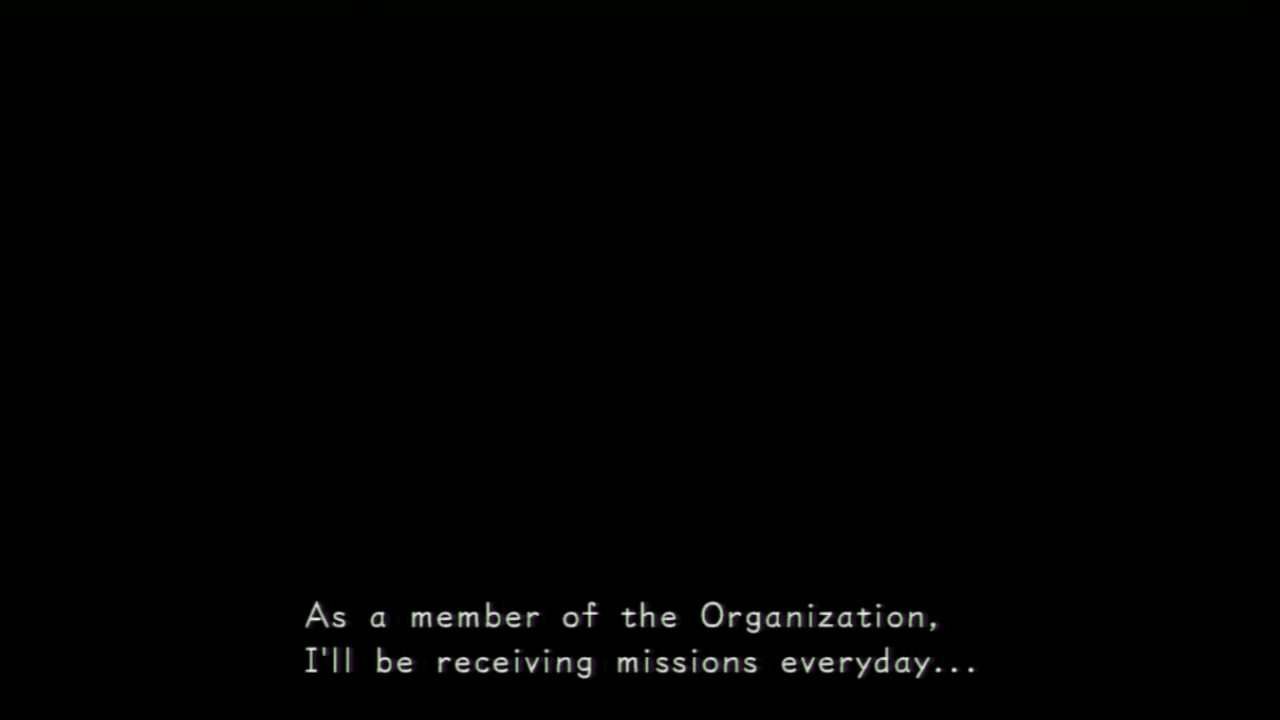 As a member of the Organization,
I'll be receiving missions everyday...